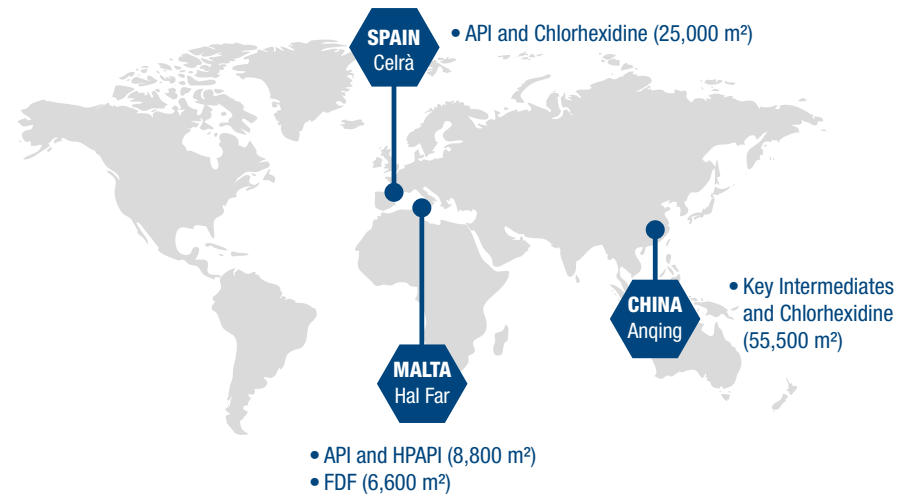 SPAIN
Celrà
• API and Chlorhexidine (25,000 m²)
CHINA
Anqing
• Key Intermediates
and Chlorhexidine
(55,500 m²)
MALTA
Hal Far
• API and HPAPI (8,800 m²)
• FDF (6,600 m²)